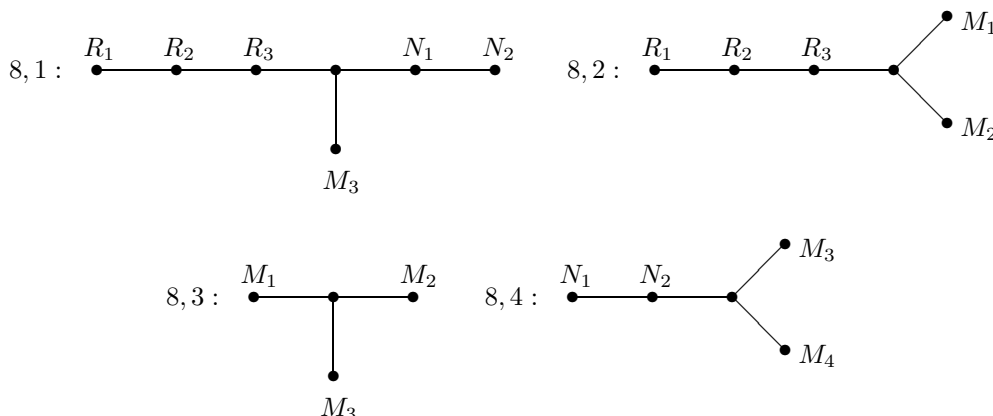 8,1 : R₁ R₂ R₃ N₁ N₂
M₃
8,2 : R₁ R₂ R₃ M₁
M₂
8,3 : M₁ M₂
M₃
8,4 : N₁ N₂ M₃
M₄